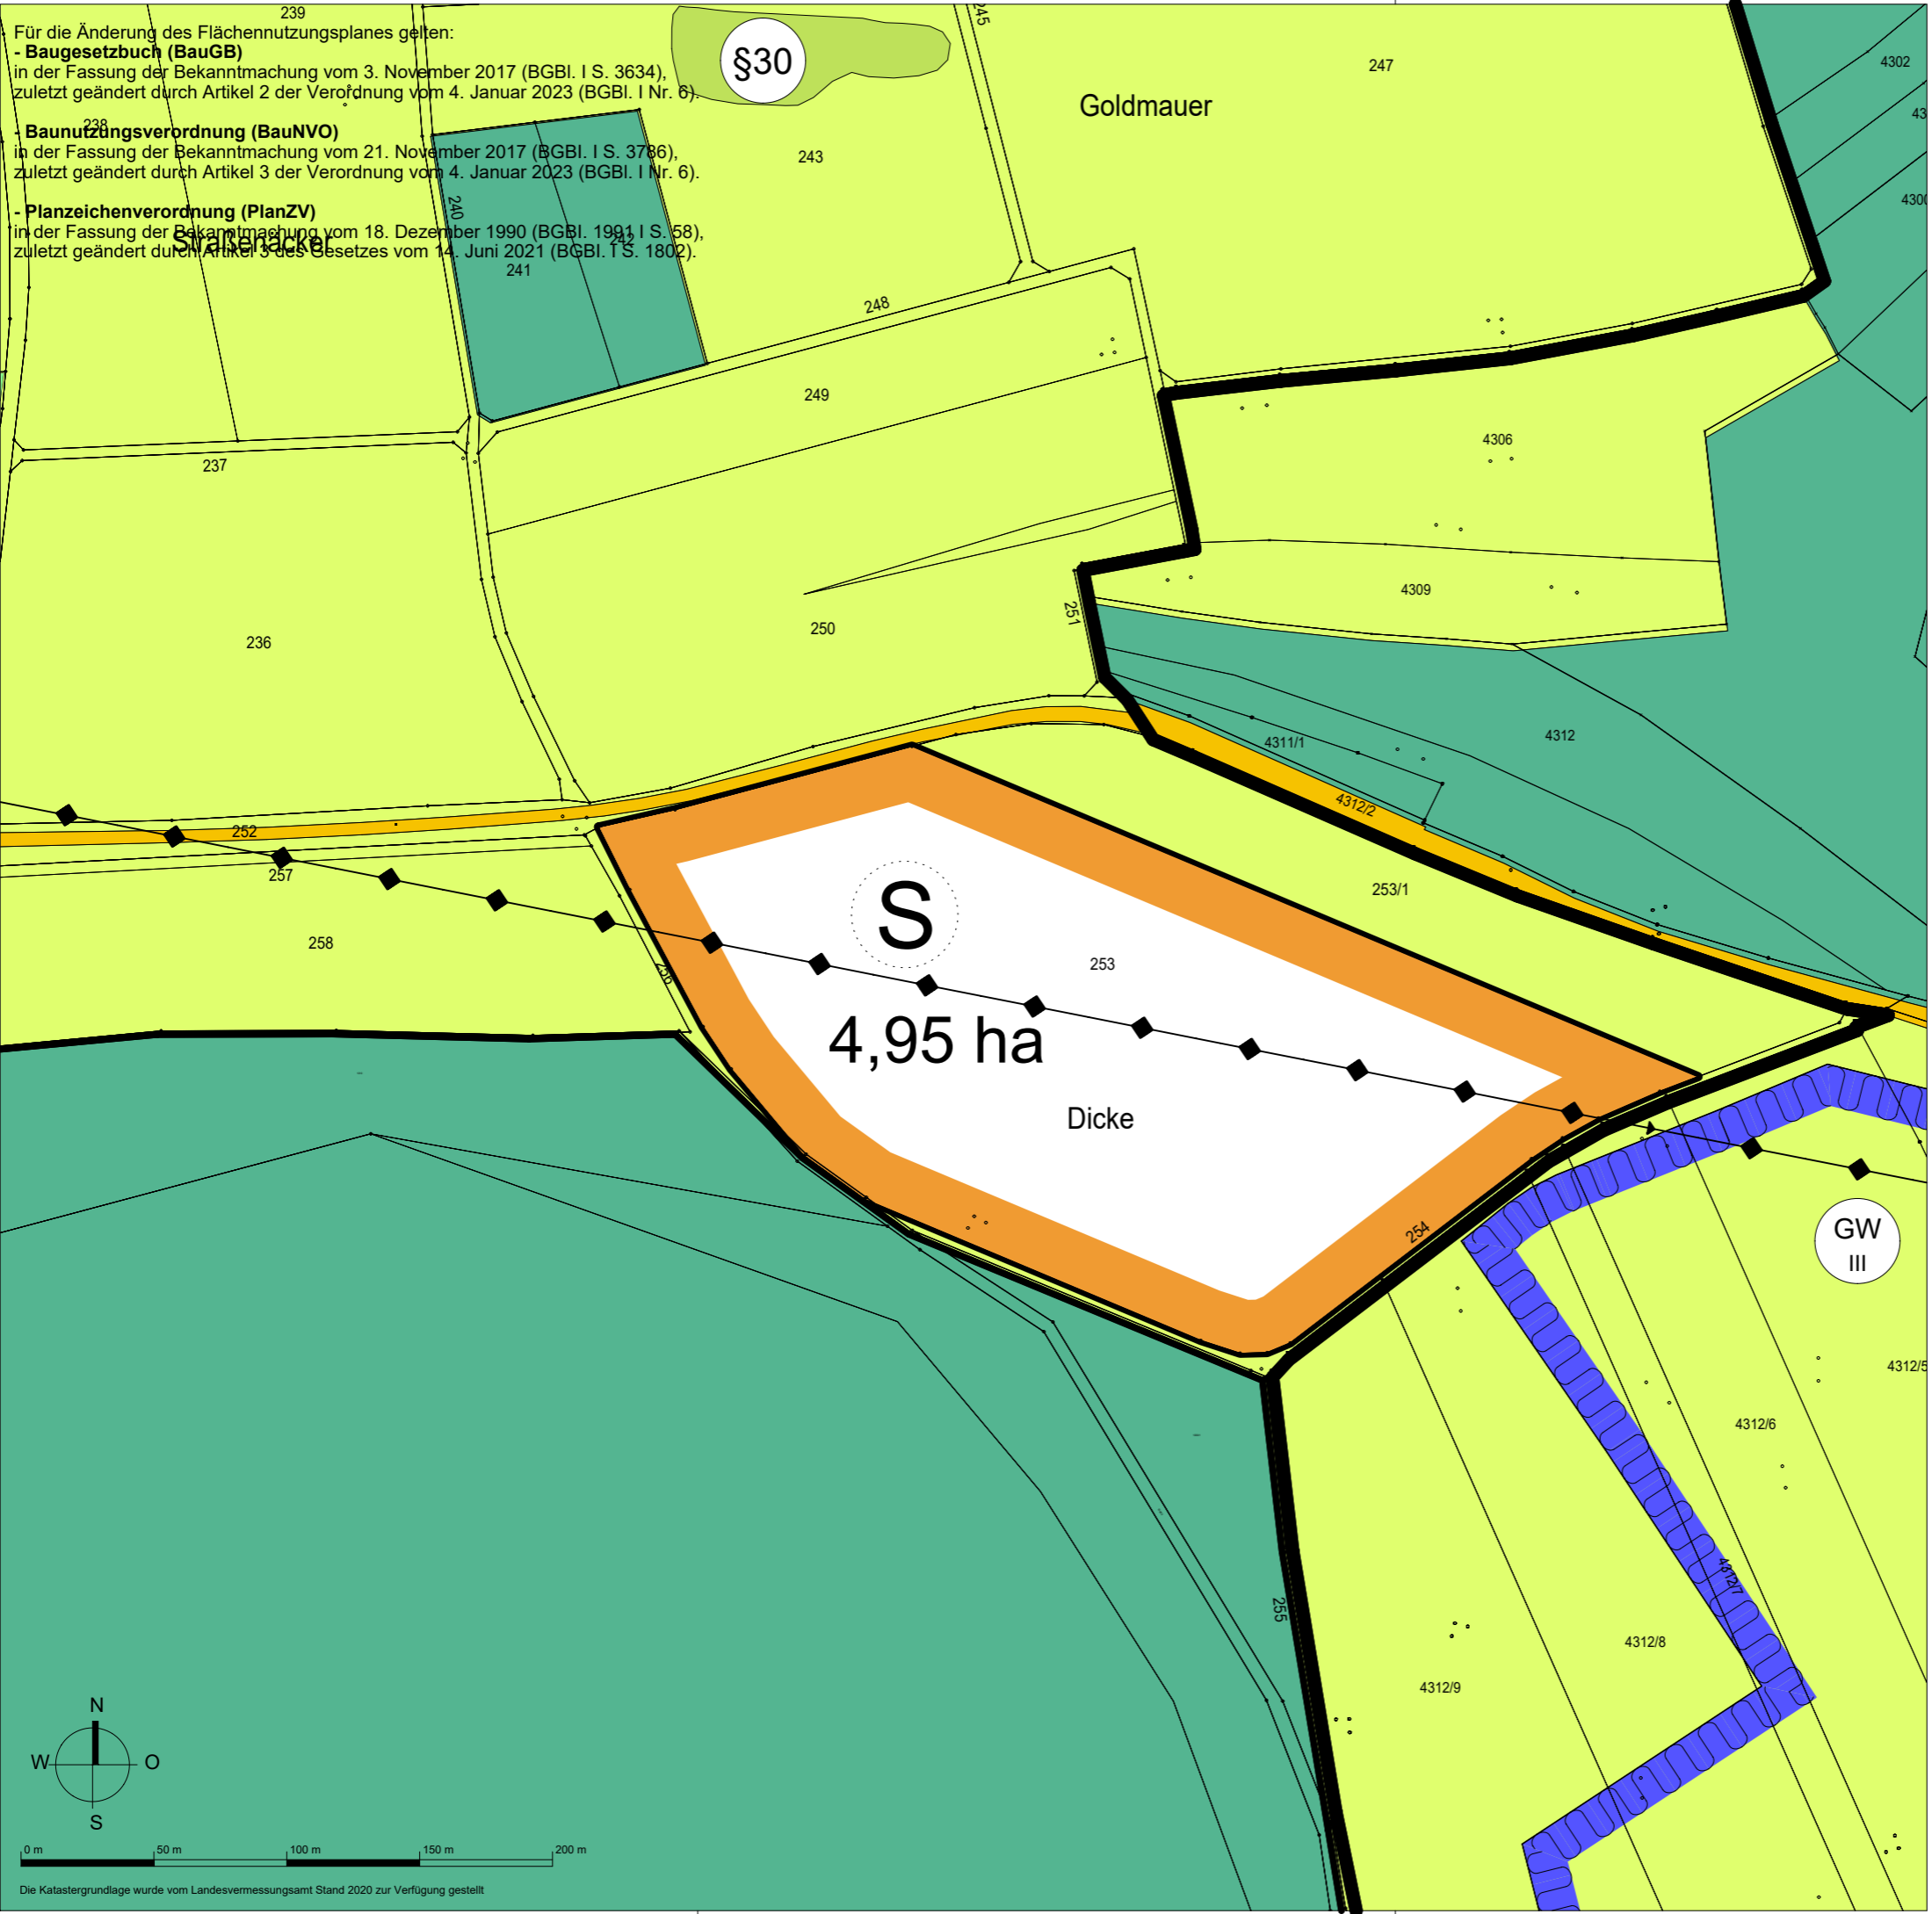 239
Für die Änderung des Flächennutzungsplanes gelten:
- Baugesetzbuch (BauGB)
in der Fassung der Bekanntmachung vom 3. November 2017 (BGBl. I S. 3634),
zuletzt geändert durch Artikel 2 der Verordnung vom 4. Januar 2023 (BGBl. I Nr. 6).
- Baunutzungsverordnung (BauNVO)
in der Fassung der Bekanntmachung vom 21. November 2017 (BGBl. I S. 3786),
zuletzt geändert durch Artikel 3 der Verordnung vom 4. Januar 2023 (BGBl. I Nr. 6).
- Planzeichenverordnung (PlanZV)
in der Fassung der Bekanntmachung vom 18. Dezember 1990 (BGBl. 1991 I S. 58),
zuletzt geändert durch Artikel 3 des Gesetzes vom 14. Juni 2021 (BGBl. I S. 1802).
238
Straßenäcker
§30
245
247
Goldmauer
4302
43
4300
243
240
242
241
248
249
237
4306
4309
251
250
236
4311/1
4312
4312/2
252
257
253/1
258
S
253
256
4,95 ha
Dicke
254
GW
III
4312/5
4312/6
4312/7
4312/8
4312/9
255
N
W
O
S
0 m
50 m
100 m
150 m
200 m
Die Katastergrundlage wurde vom Landesvermessungsamt Stand 2020 zur Verfügung gestellt